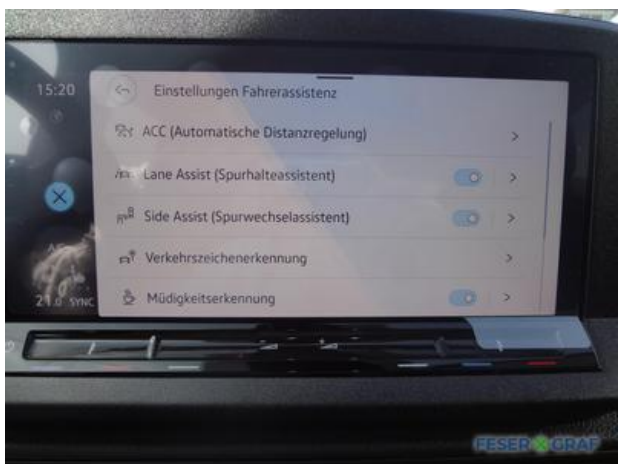 15:20
Einstellungen Fahrerassistenz
ACC (Automatische Distanzregelung)
Lane Assist (Spurhalteassistent)
Side Assist (Spurwechselassistent)
Verkehrszeichenerkennung
Müdigkeitserkennung
21.0 SYNC
FESER GRAF